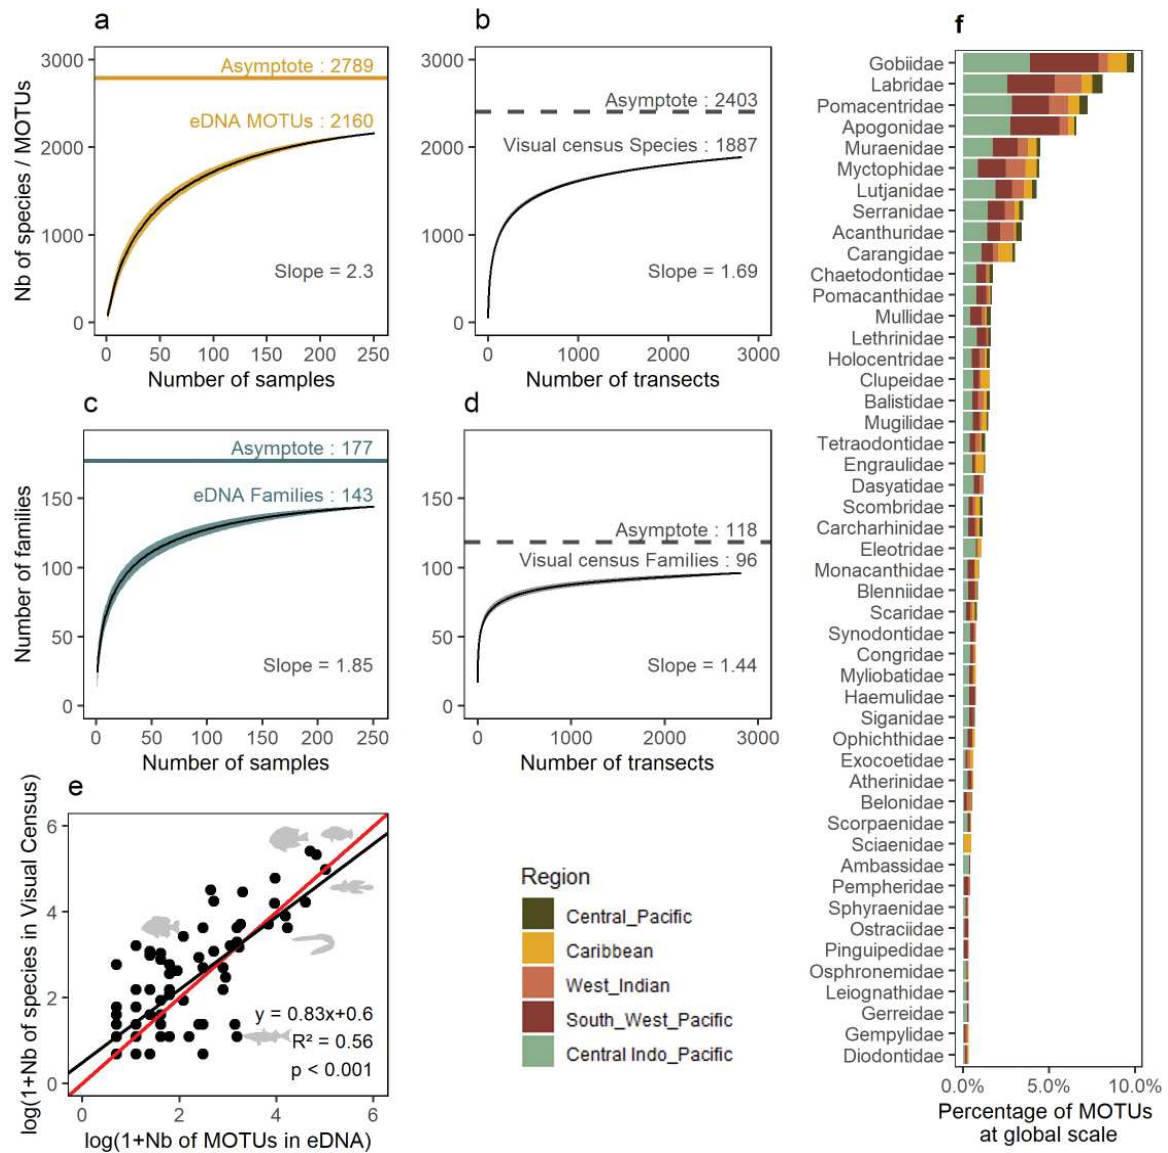 a
Nb of species / MOTUs
3000
2000
1000
0
Asymptote : 2789
eDNA MOTUs : 2160
Slope = 2.3
0 50 100 150 200 250
Number of samples
b
Asymptote : 2403
Visual census Species : 1887
Slope = 1.69
0 1000 2000 3000
Number of transects
c
Number of families
150
100
50
0
Asymptote : 177
eDNA Families : 143
Slope = 1.85
0 50 100 150 200 250
Number of samples
d
150
100
50
0
Asymptote : 118
Visual census Families : 96
Slope = 1.44
0 1000 2000 3000
Number of transects
e
log(1+Nb of species in Visual Census)
6
4
2
0
y = 0.83x+0.6
R² = 0.56
p < 0.001
0 2 4 6
log(1+Nb of MOTUs in eDNA)
Region
Central_Pacific
Caribbean
West_Indian
South_West_Pacific
Central Indo_Pacific
f
Gobiidae
Labridae
Pomacentridae
Apogonidae
Muraenidae
Myctophidae
Lutjanidae
Serranidae
Acanthuridae
Carangidae
Chaetodontidae
Pomacanthidae
Mullidae
Lethrinidae
Holocentridae
Clupeidae
Balistidae
Mugilidae
Tetraodontidae
Engraulidae
Dasyatidae
Scombridae
Carcharhinidae
Eleotridae
Monacanthidae
Blenniidae
Scaridae
Synodontidae
Congridae
Myliobatidae
Haemulidae
Siganidae
Ophichthidae
Exocoetidae
Atherinidae
Belonidae
Scorpaenidae
Sciaenidae
Ambassidae
Pempheridae
Sphyraenidae
Ostraciidae
Pinguipedidae
Osphronemidae
Leiognathidae
Gerreidae
Gempylidae
Diodontidae
0.0% 5.0% 10.0%
Percentage of MOTUs
at global scale